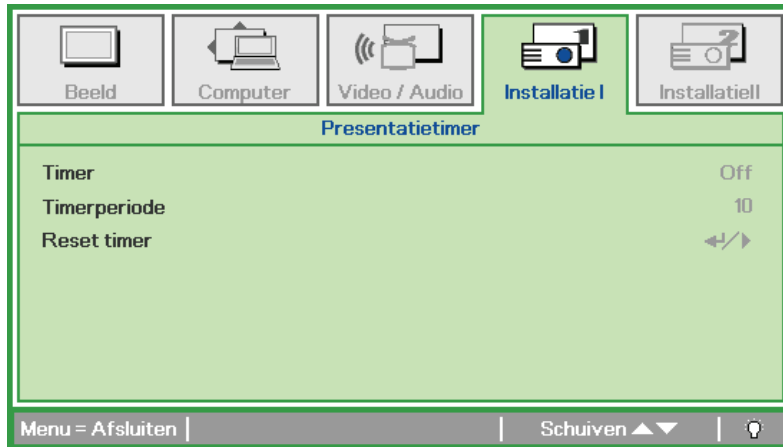 Beeld Computer Video / Audio Installatie I InstallatieII
Presentatietimer
Timer Off
Timerperiode 10
Reset timer
Menu = Afsluiten Schuiven